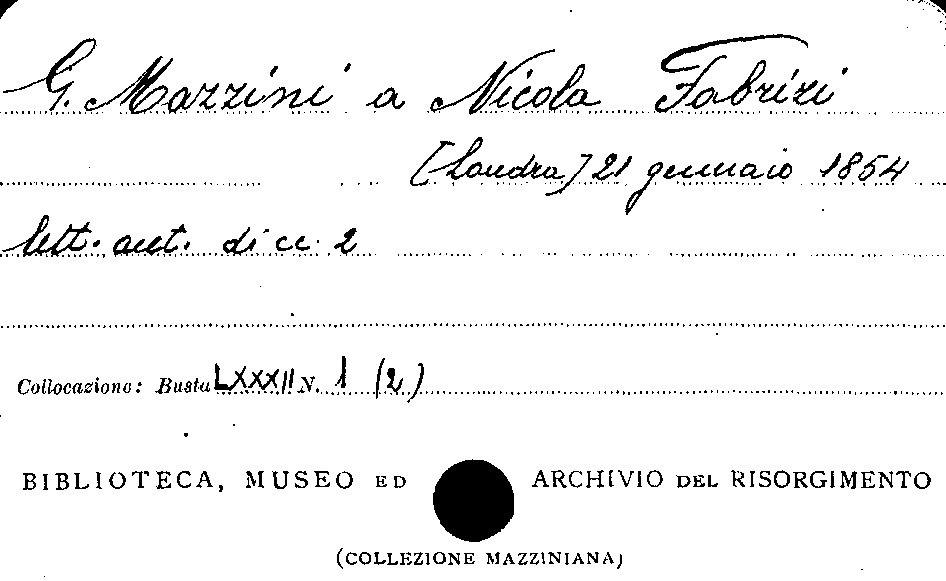 G. Mazzini a Nicola Fabrizi
[Londra] 21 gennaio 1854
lett. aut. di cc. 2
Collocazione: Busta LXXXII N. 1 (2)
BIBLIOTECA, MUSEO ED ARCHIVIO DEL RISORGIMENTO
(COLLEZIONE MAZZINIANA)